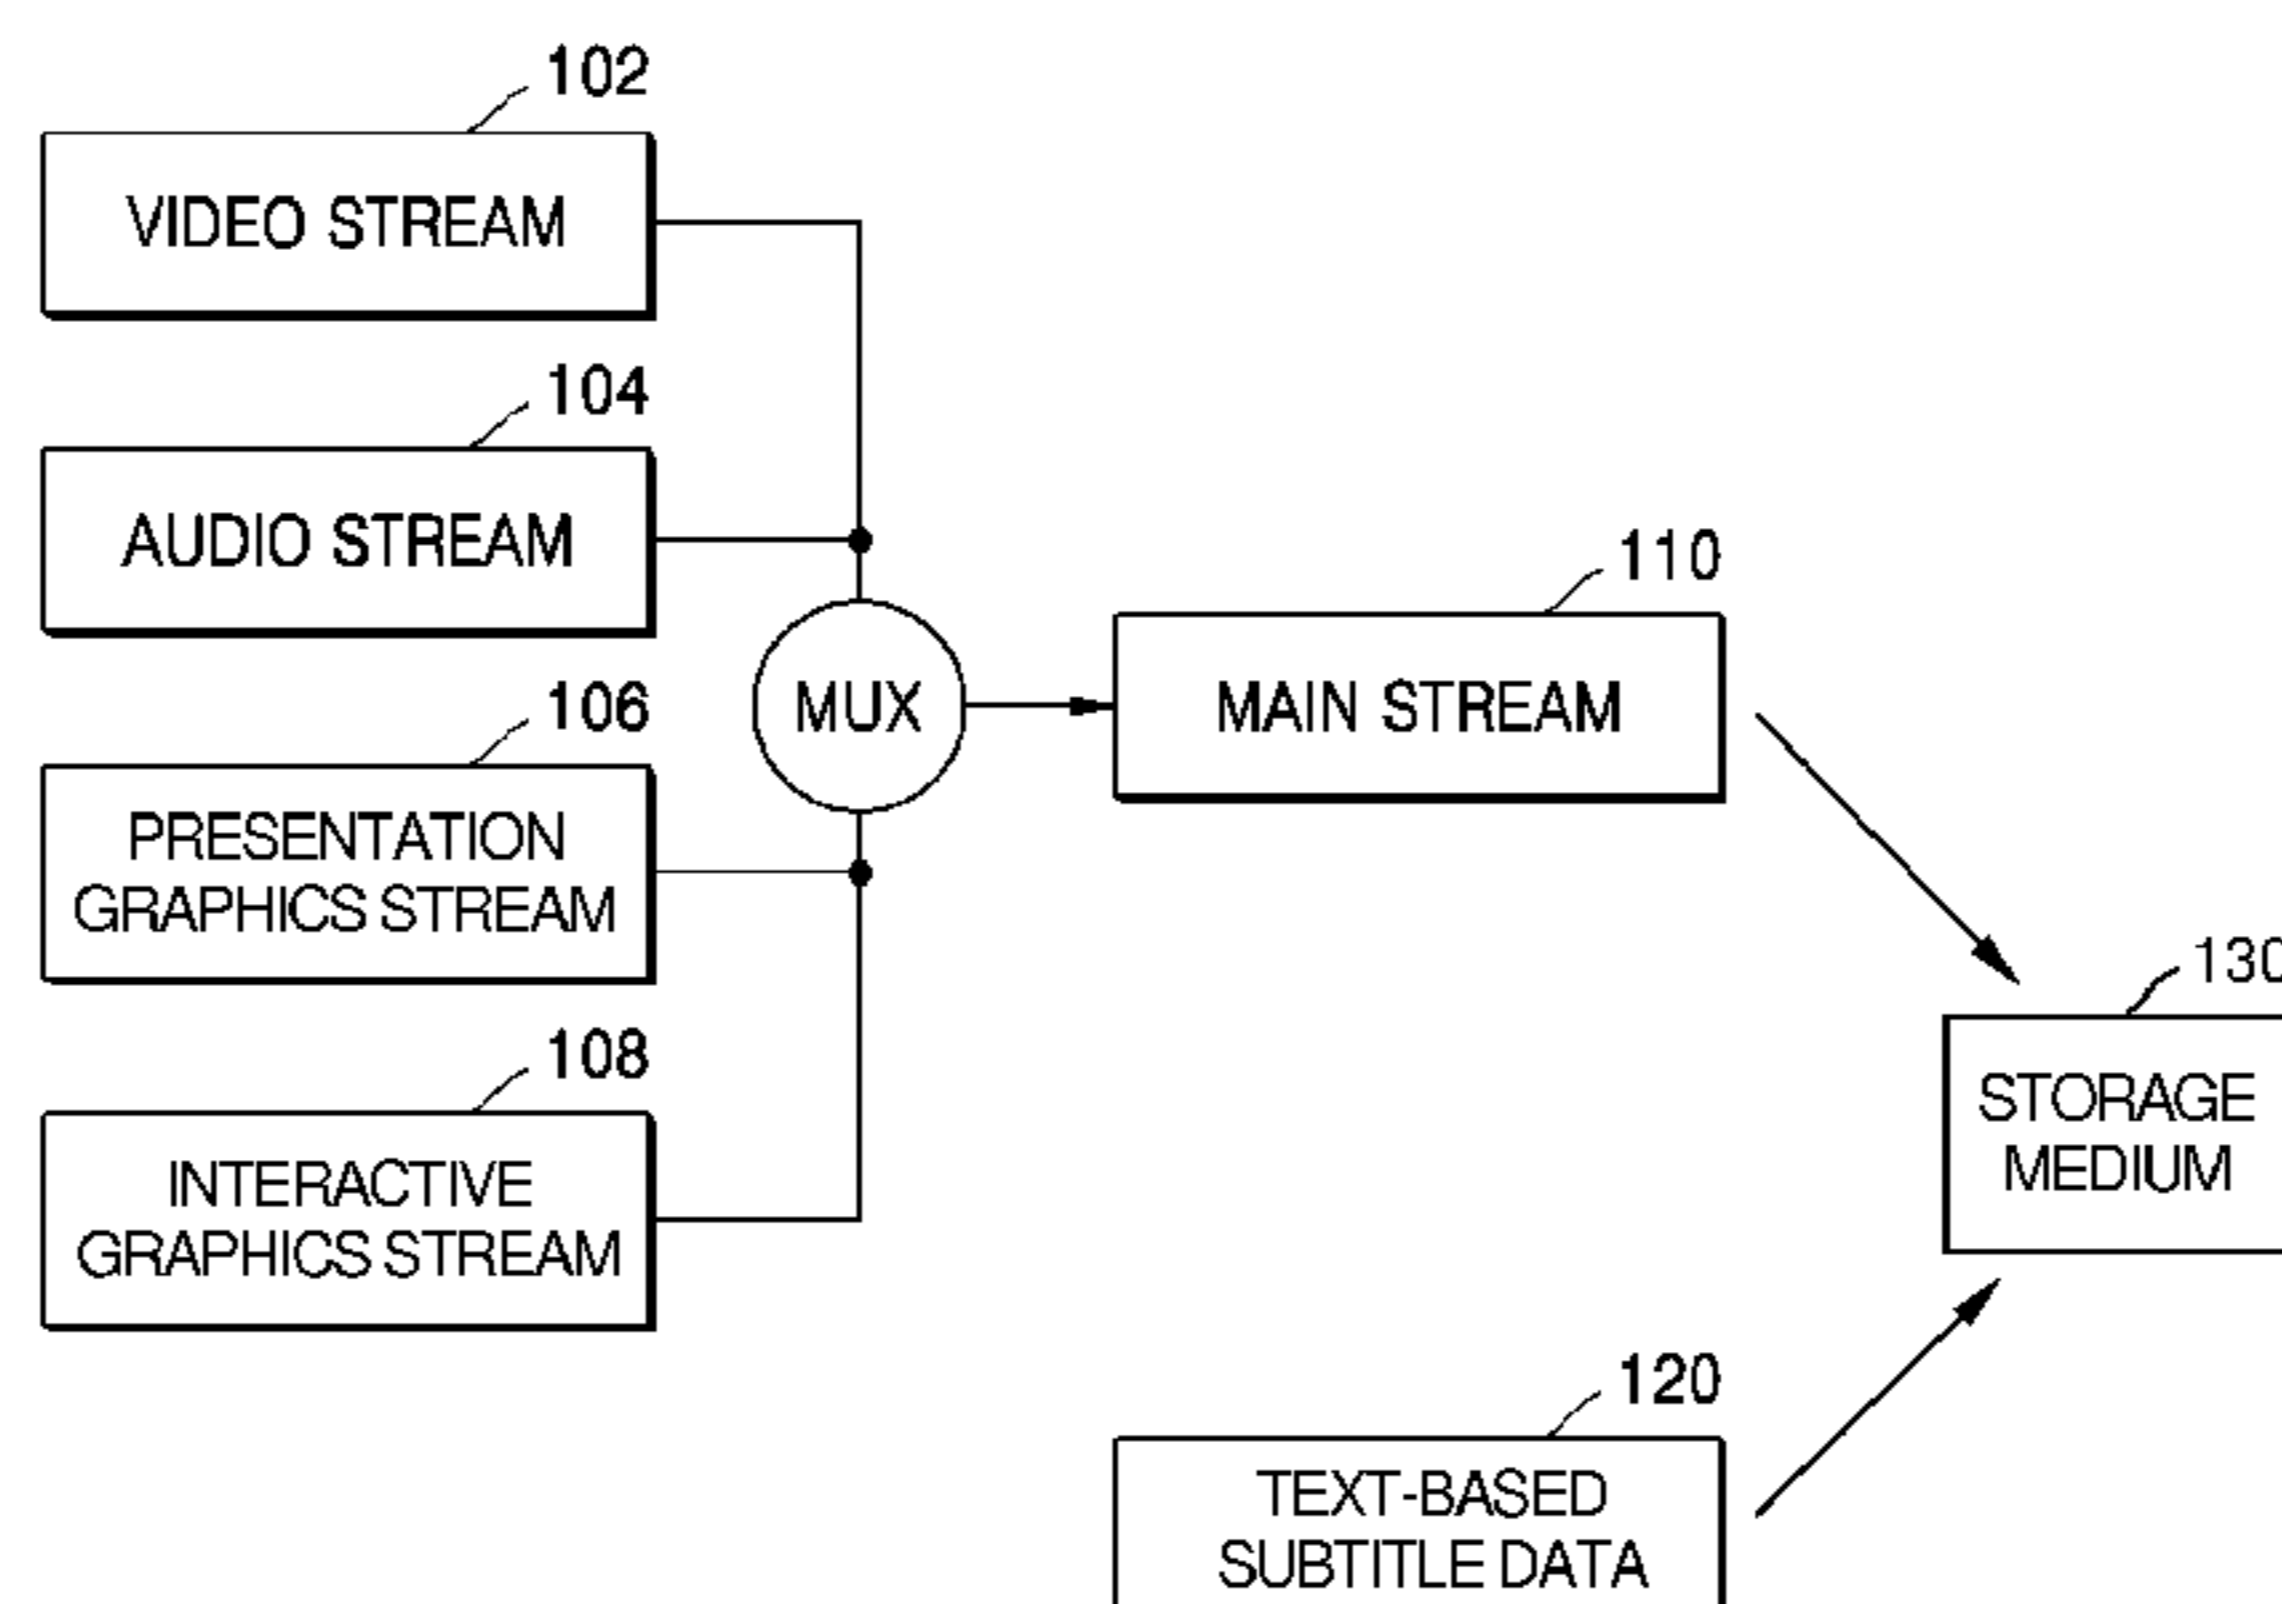 102
VIDEO STREAM
104
AUDIO STREAM
110
MUX
MAIN STREAM
106
PRESENTATION
GRAPHICS STREAM
130
108
INTERACTIVE
GRAPHICS STREAM
STORAGE
MEDIUM
120
TEXT-BASED
SUBTITLE DATA